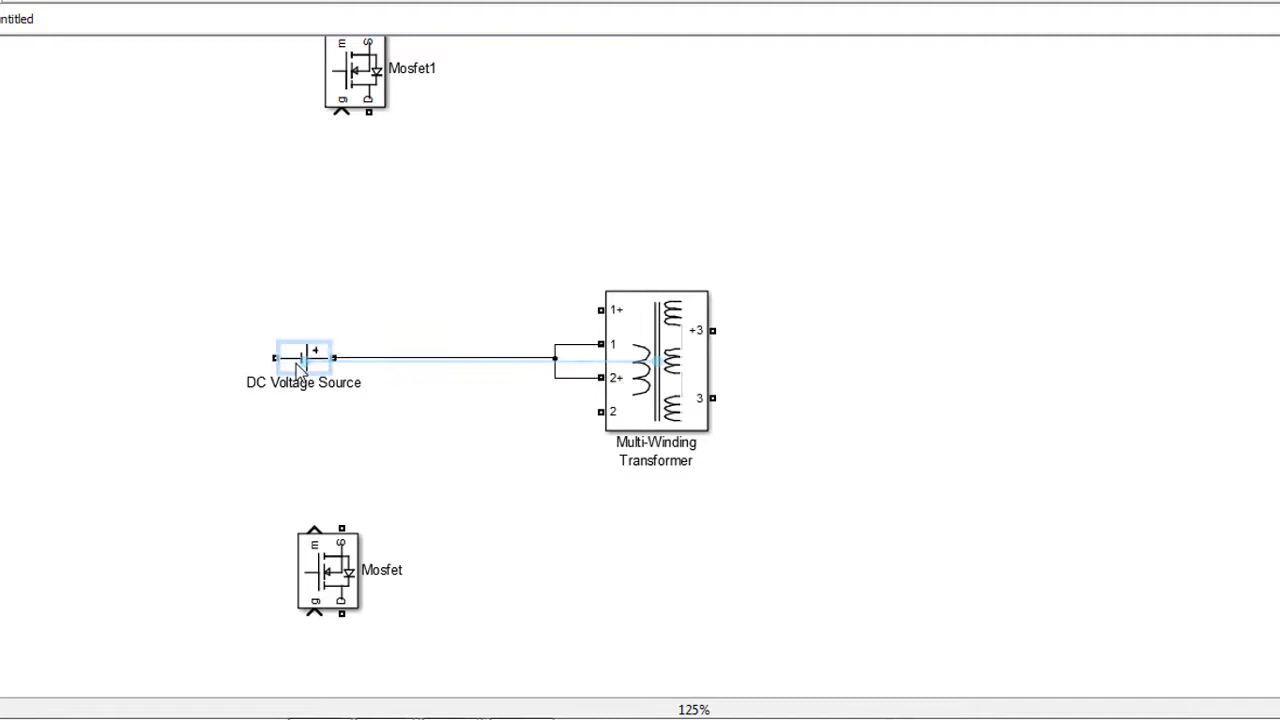 ntitled
m S
Mosfet1
g D
1+
+3
+
1
DC Voltage Source
2+
3
2
Multi-Winding
Transformer
m S
Mosfet
g D
125%